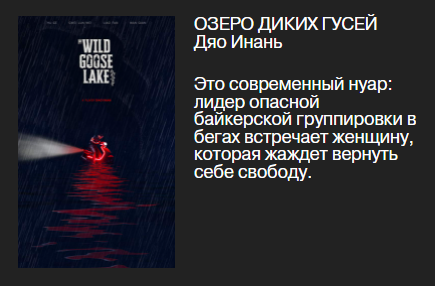 THE WILD
GOOSE
LAKE
ОЗЕРО ДИКИХ ГУСЕЙ
Дяо Инань
Это современный нуар:
лидер опасной
байкерской группировки в
бегах встречает женщину,
которая жаждет вернуть
себе свободу.